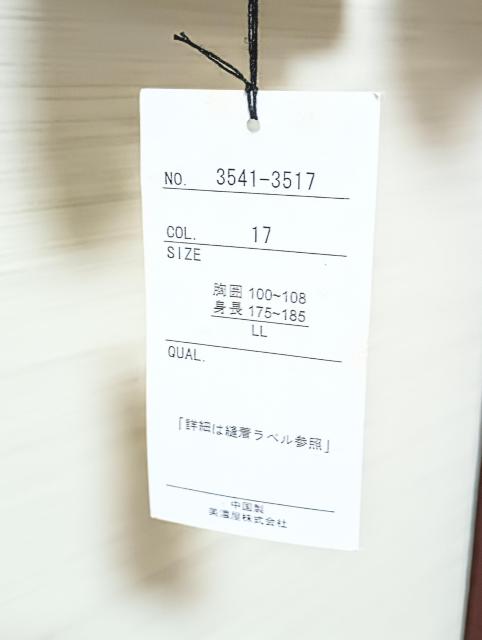 NO. 3541-3517
COL. 17
SIZE
胸囲 100~108
身長 175~185
LL
QUAL.
「詳細は縫着ラベル参照」
中国製
美濃屋株式会社